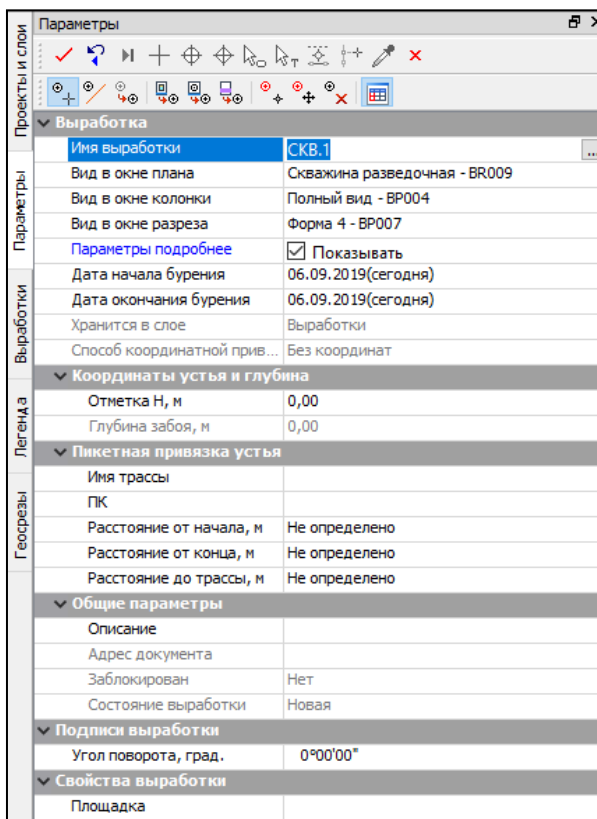 Параметры
Проекты и слои
Параметры
Выработки
Легенда
Геосрезы
Выработка
Имя выработки СКВ.1 ...
Вид в окне плана Скважина разведочная - BR009
Вид в окне колонки Полный вид - BP004
Вид в окне разреза Форма 4 - BP007
Параметры подробнее Показывать
Дата начала бурения 06.09.2019(сегодня)
Дата окончания бурения 06.09.2019(сегодня)
Хранится в слое Выработки
Способ координатной прив... Без координат
Координаты устья и глубина
Отметка Н, м 0,00
Глубина забоя, м 0,00
Пикетная привязка устья
Имя трассы
ПК
Расстояние от начала, м Не определено
Расстояние от конца, м Не определено
Расстояние до трассы, м Не определено
Общие параметры
Описание
Адрес документа
Заблокирован Нет
Состояние выработки Новая
Подписи выработки
Угол поворота, град. 0°00'00"
Свойства выработки
Площадка